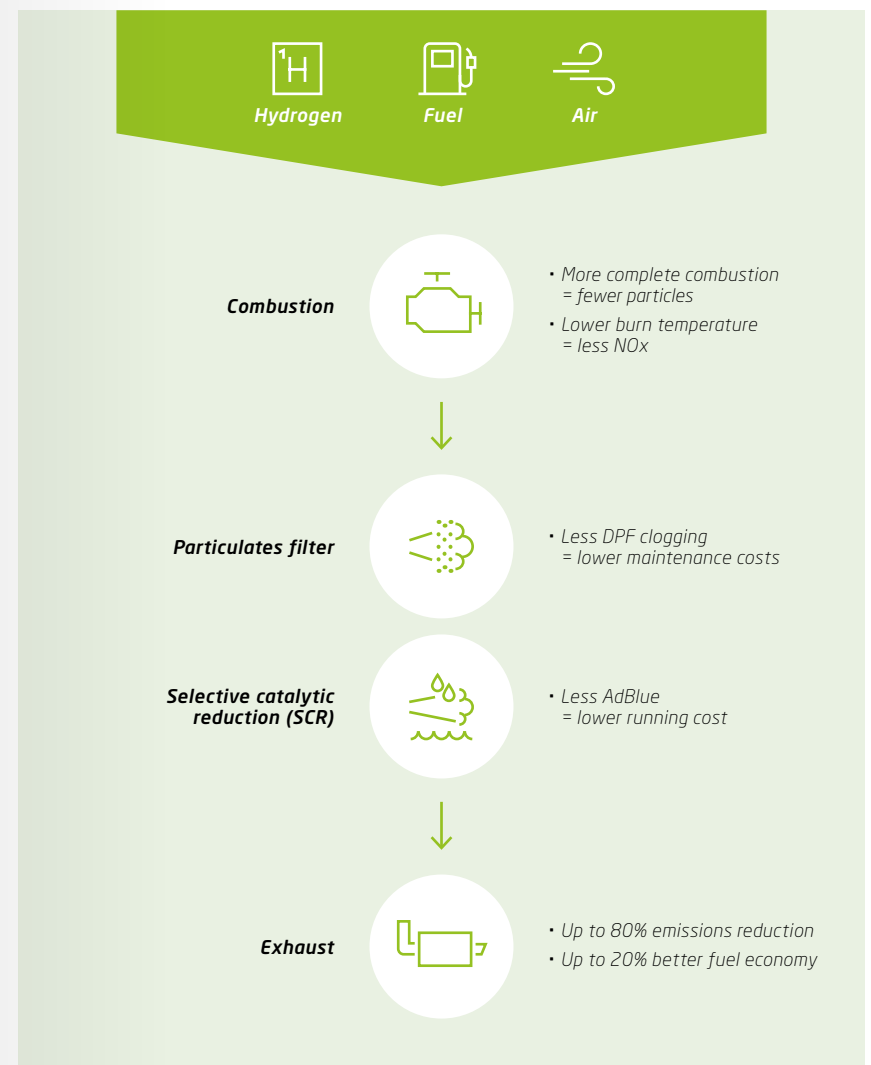 1H
Hydrogen
Fuel
Air
Combustion
• More complete combustion
= fewer particles
• Lower burn temperature
= less NOx
Particulates filter
• Less DPF clogging
= lower maintenance costs
Selective catalytic
reduction (SCR)
• Less AdBlue
= lower running cost
Exhaust
• Up to 80% emissions reduction
• Up to 20% better fuel economy